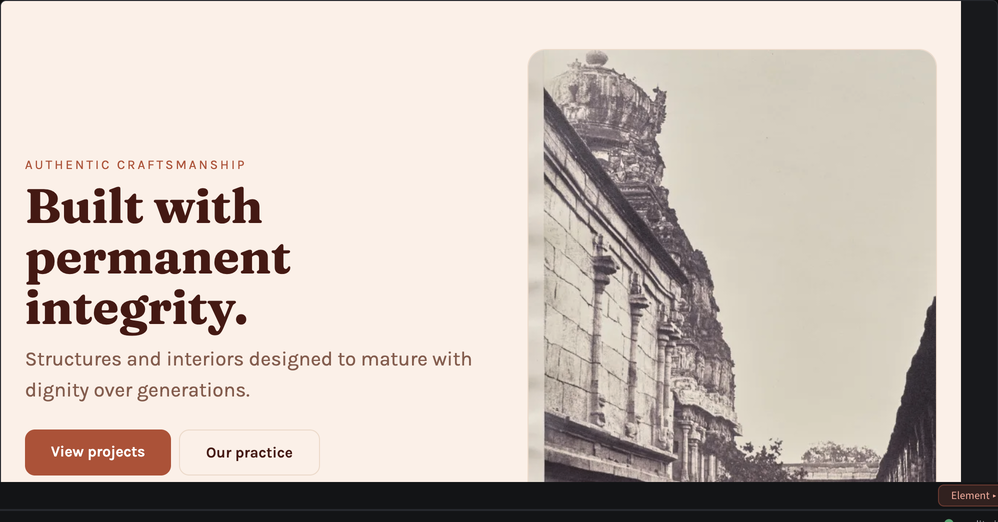 AUTHENTIC CRAFTSMANSHIP
Built with
permanent
integrity.
Structures and interiors designed to mature with
dignity over generations.
View projects
Our practice
Element